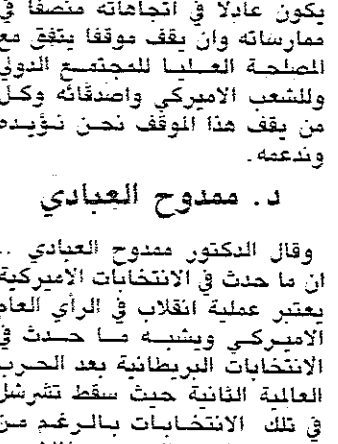 يكون عادلا في اتجاهاته منصفا في
ممارساته وان يقف موقفا يتفق مع
المصلحة العليا للمجتمع الدولي
وللشعب الاميركي واصدقائه وكل
من يقف هذا الموقف نحن نؤيده
وندعمه.
د. ممدوح العبادي
وقال الدكتور ممدوح العبادي ..
ان ما حدث في الانتخابات الاميركية
يعتبر عملية انقلاب في الرأي العام
الاميركي ويشبه ما حدث في
الانتخابات البريطانية بعد الحرب
العالمية الثانية حيث سقط تشرشل
في تلك الانتخابات بالرغم من